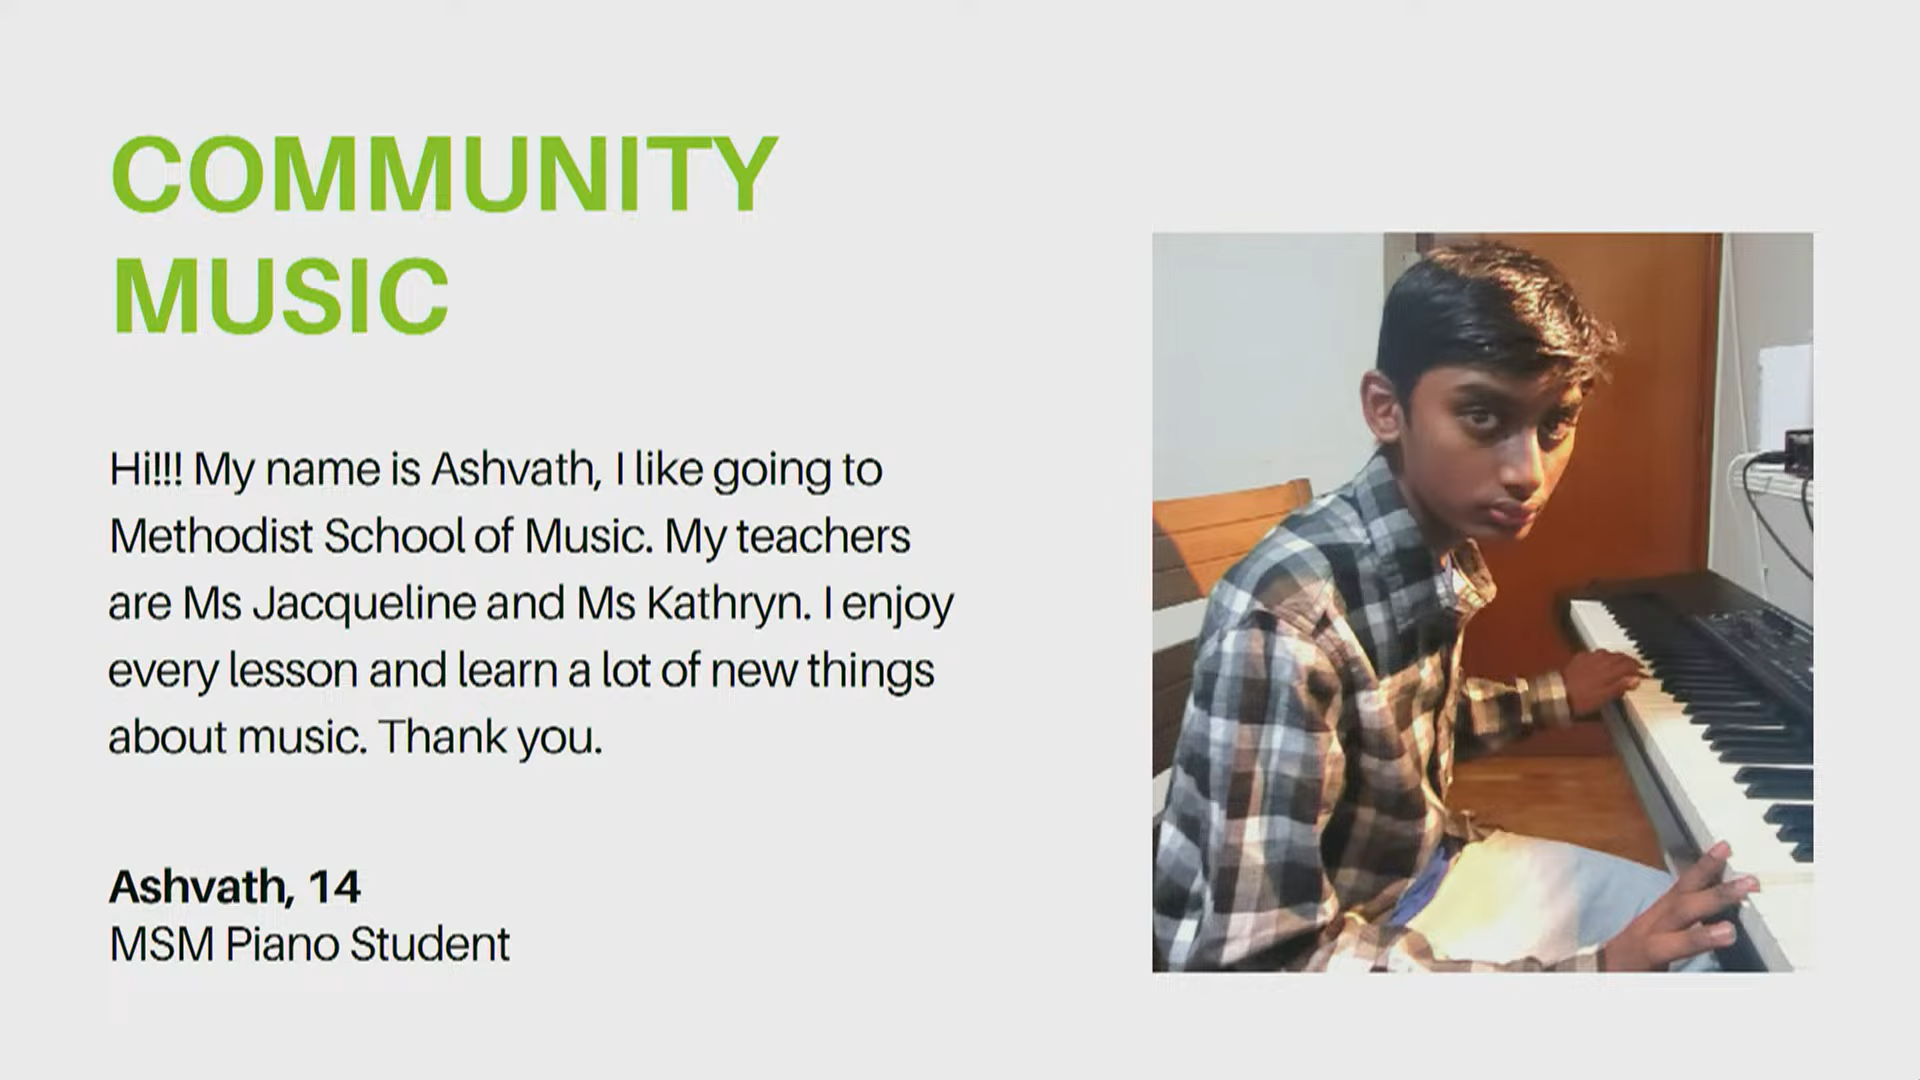 COMMUNITY
MUSIC
Hi!!! My name is Ashvath, I like going to
Methodist School of Music. My teachers
are Ms Jacqueline and Ms Kathryn. I enjoy
every lesson and learn a lot of new things
about music. Thank you.
Ashvath, 14
MSM Piano Student